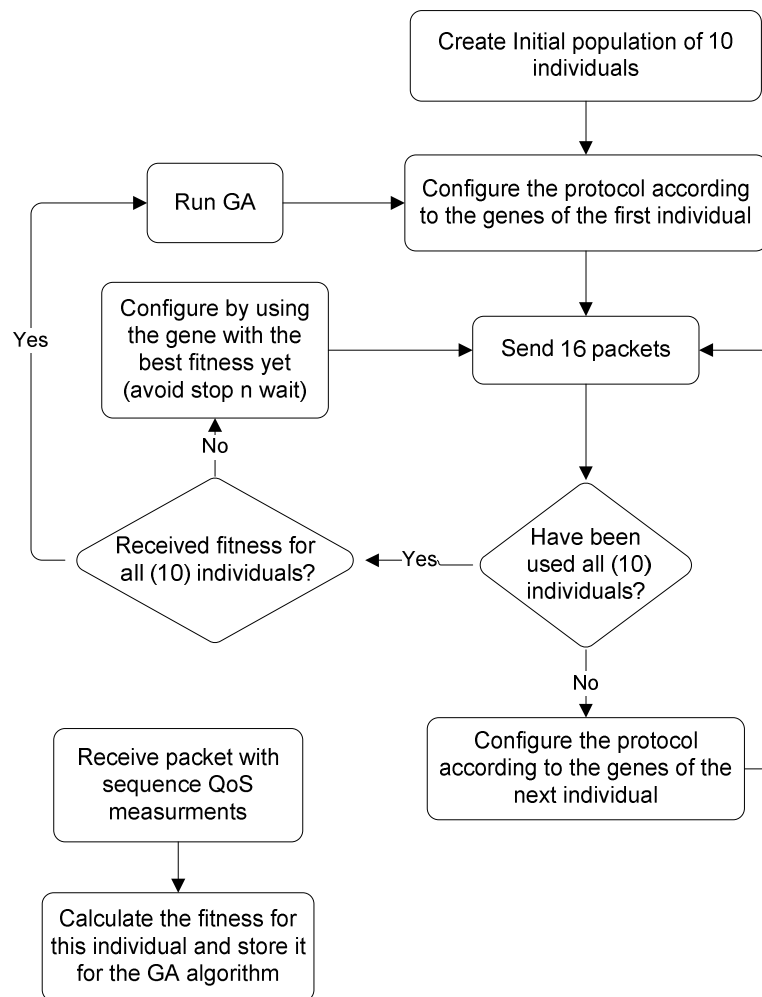 Create Initial population of 10
individuals
Run GA
Configure the protocol according
to the genes of the first individual
Yes
Configure by using
the gene with the
best fitness yet
(avoid stop n wait)
Send 16 packets
No
Received fitness for
all (10) individuals?
Yes
Have been
used all (10)
individuals?
No
Receive packet with
sequence QoS
measurments
Configure the protocol
according to the genes of the
next individual
Calculate the fitness for
this individual and store it
for the GA algorithm